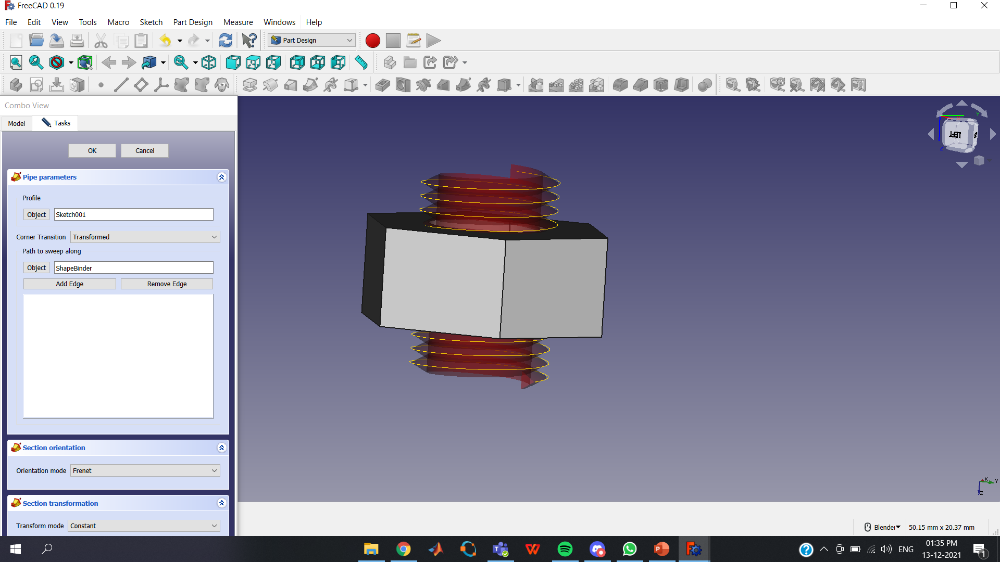 FreeCAD 0.19
File Edit View Tools Macro Sketch Part Design Measure Windows Help
Part Design
Combo View
Model Tasks
OK Cancel
Pipe parameters
Profile
Object Sketch001
Corner Transition Transformed
Path to sweep along
Object ShapeBinder
Add Edge Remove Edge
Section orientation
Orientation mode Frenet
Section transformation
Transform mode Constant
Y
LEFT
Z
X
Y
Z
Blender 50.15 mm x 20.37 mm
ENG
01:35 PM
13-12-2021
1